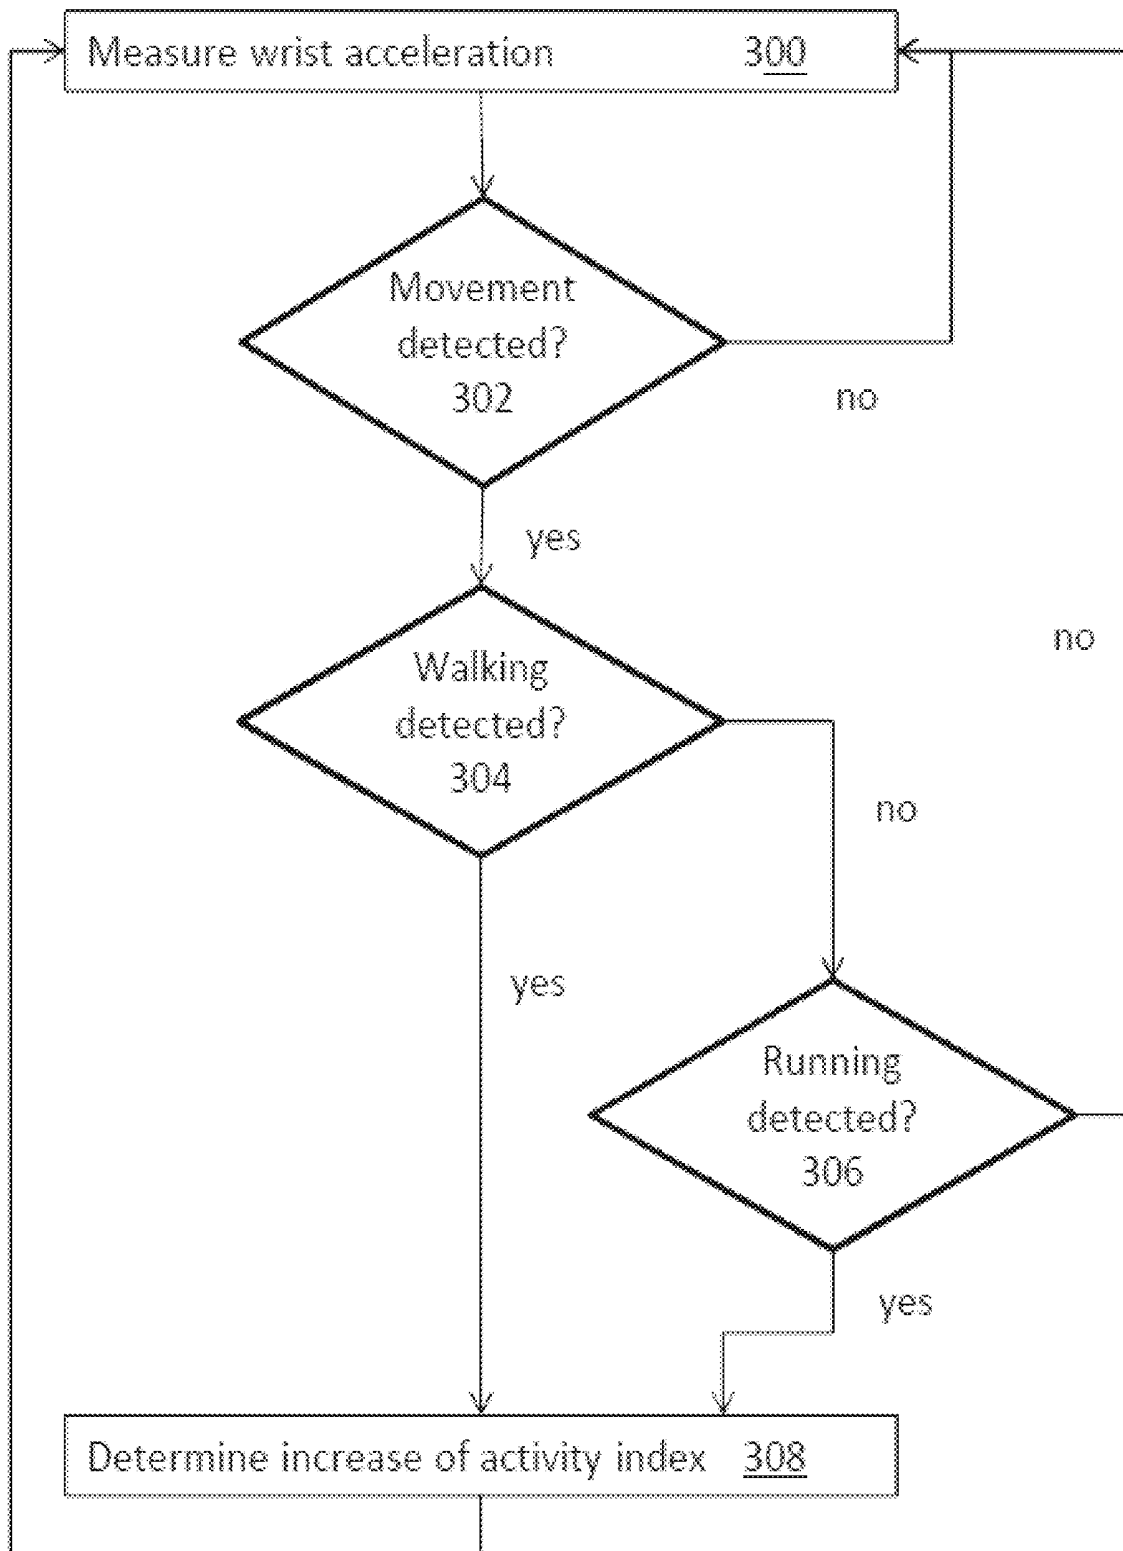 Measure wrist acceleration 300
Movement
detected?
302
no
yes
no
Walking
detected?
304
no
yes
Running
detected?
306
yes
Determine increase of activity index 308